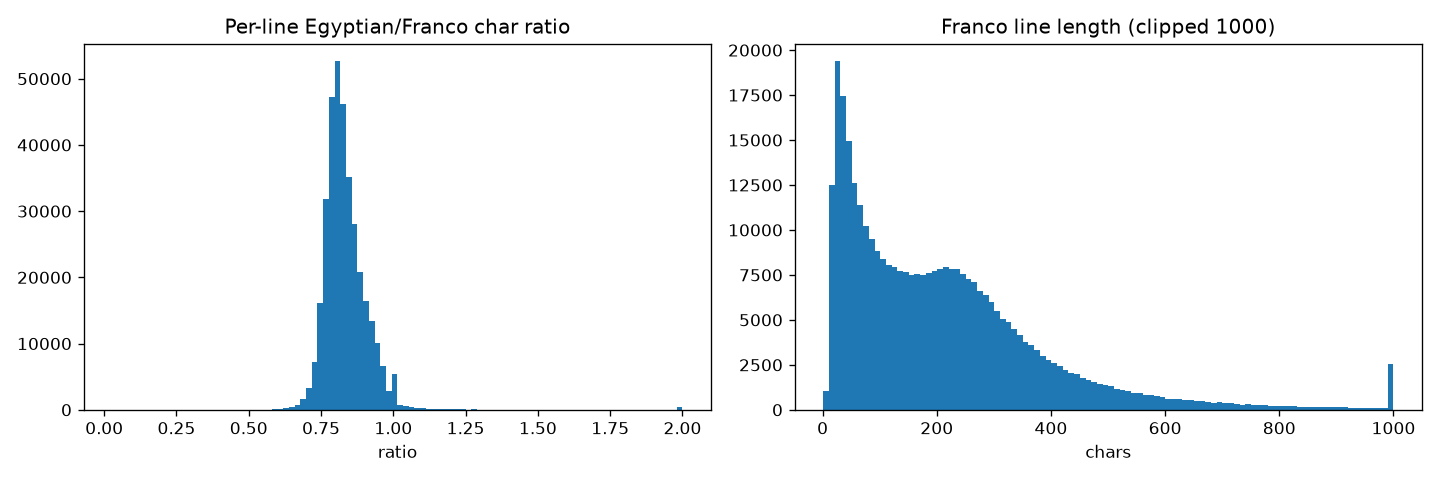 Per-line Egyptian/Franco char ratio
50000
40000
30000
20000
10000
0
0.00 0.25 0.50 0.75 1.00 1.25 1.50 1.75 2.00
ratio
Franco line length (clipped 1000)
20000
17500
15000
12500
10000
7500
5000
2500
0
0 200 400 600 800 1000
chars